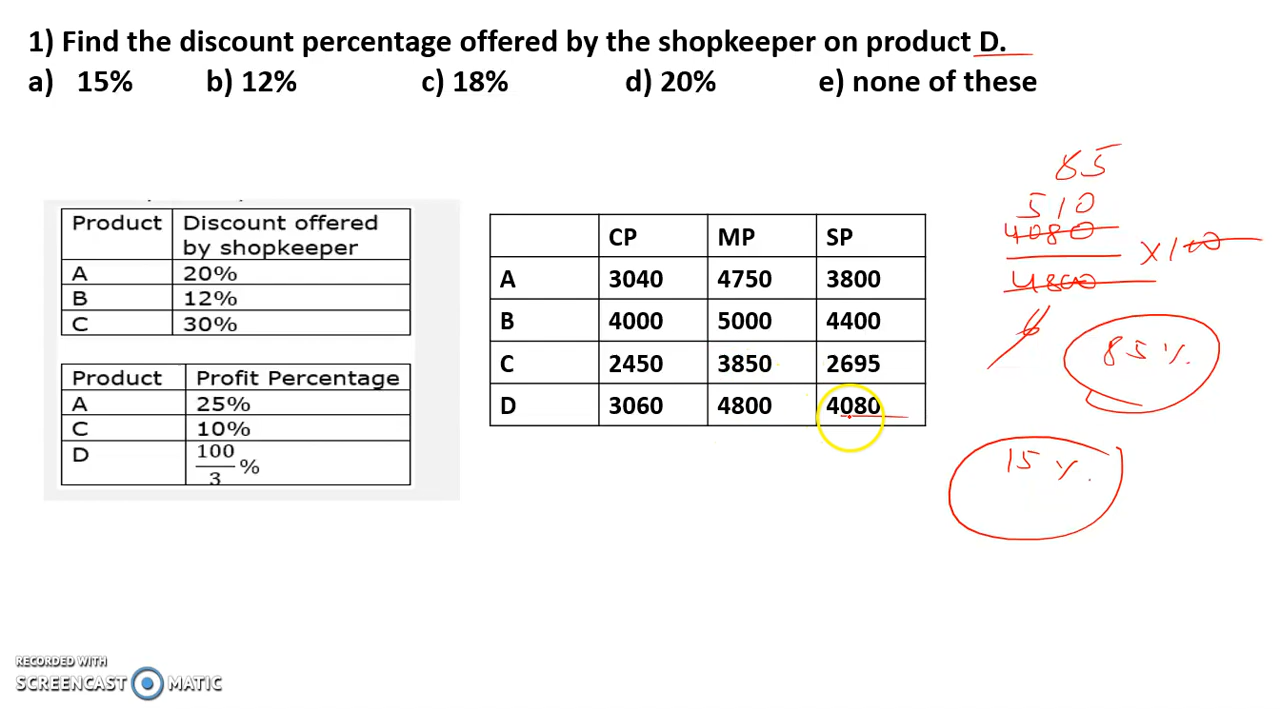 1) Find the discount percentage offered by the shopkeeper on product D.
a) 15% b) 12% c) 18% d) 20% e) none of these
Product Discount offered by shopkeeper
A 20%
B 12%
C 30%
Product Profit Percentage
A 25%
C 10%
D 100/3 %
CP MP SP
A 3040 4750 3800
B 4000 5000 4400
C 2450 3850 2695
D 3060 4800 4080
85
510
4080
4800
×100
6
85 %
15 %
RECORDED WITH
SCREENCAST MATIC